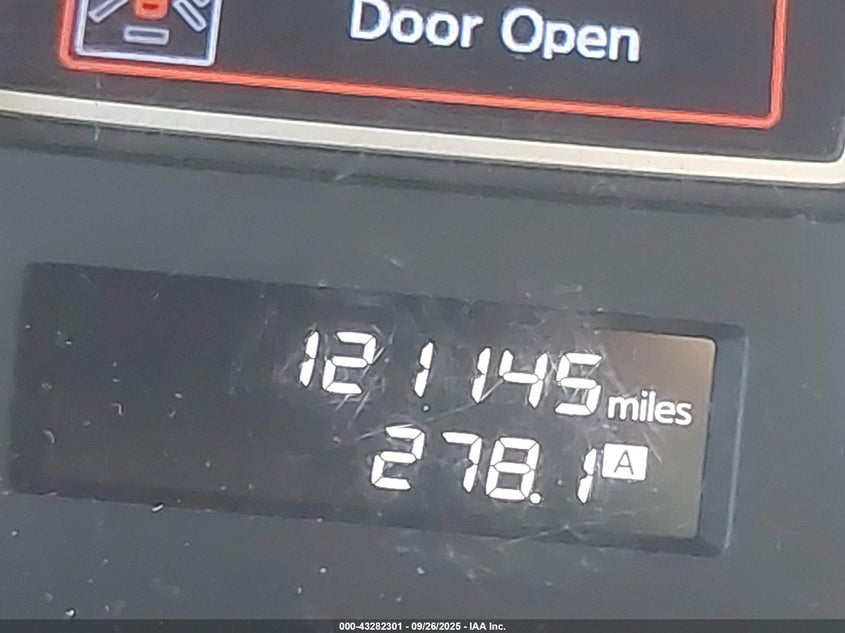 Door Open
121145 miles
278.1 A
000-43282301 - 09/26/2025 - IAA Inc.